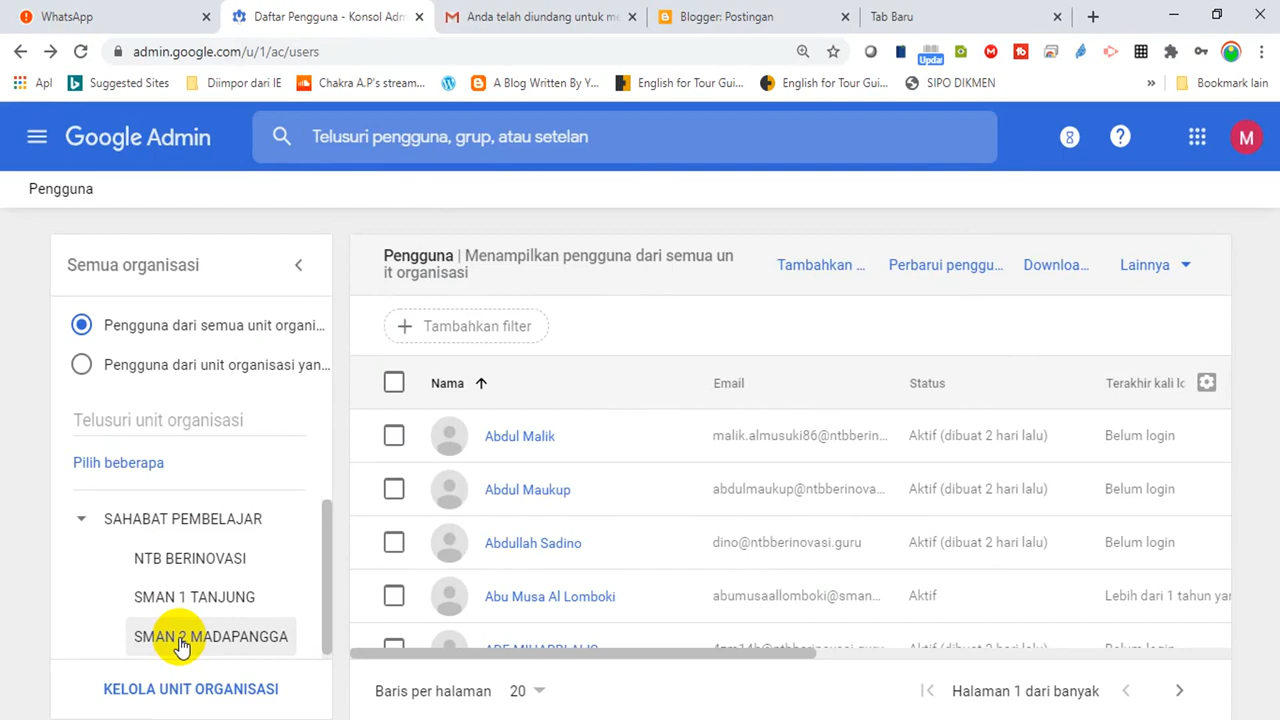 WhatsApp
Daftar Pengguna - Konsol Adm
Anda telah diundang untuk me
Blogger: Postingan
Tab Baru
admin.google.com/u/1/ac/users
Upda
Apl
Suggested Sites
Diimpor dari IE
Chakra A.P's stream...
A Blog Written By Y...
English for Tour Gui...
English for Tour Gui...
SIPO DIKMEN
»
Bookmark lain
Google Admin
Telusuri pengguna, grup, atau setelan
8
?
M
Pengguna
Semua organisasi
Pengguna dari semua unit organi...
Pengguna dari unit organisasi yan...
Telusuri unit organisasi
Pilih beberapa
SAHABAT PEMBELAJAR
NTB BERINOVASI
SMAN 1 TANJUNG
SMAN 2 MADAPANGGA
KELOLA UNIT ORGANISASI
Pengguna | Menampilkan pengguna dari semua un
it organisasi
Tambahkan ...
Perbarui penggu...
Downloa...
Lainnya
Tambahkan filter
Nama
Email
Status
Terakhir kali lo
Abdul Malik
malik.almusuki86@ntbberin...
Aktif (dibuat 2 hari lalu)
Belum login
Abdul Maukup
abdulmaukup@ntbberinova...
Aktif (dibuat 2 hari lalu)
Belum login
Abdullah Sadino
dino@ntbberinovasi.guru
Aktif (dibuat 2 hari lalu)
Belum login
Abu Musa Al Lomboki
abumusaallomboki@sman...
Aktif
Lebih dari 1 tahun yan
Baris per halaman
20
Halaman 1 dari banyak